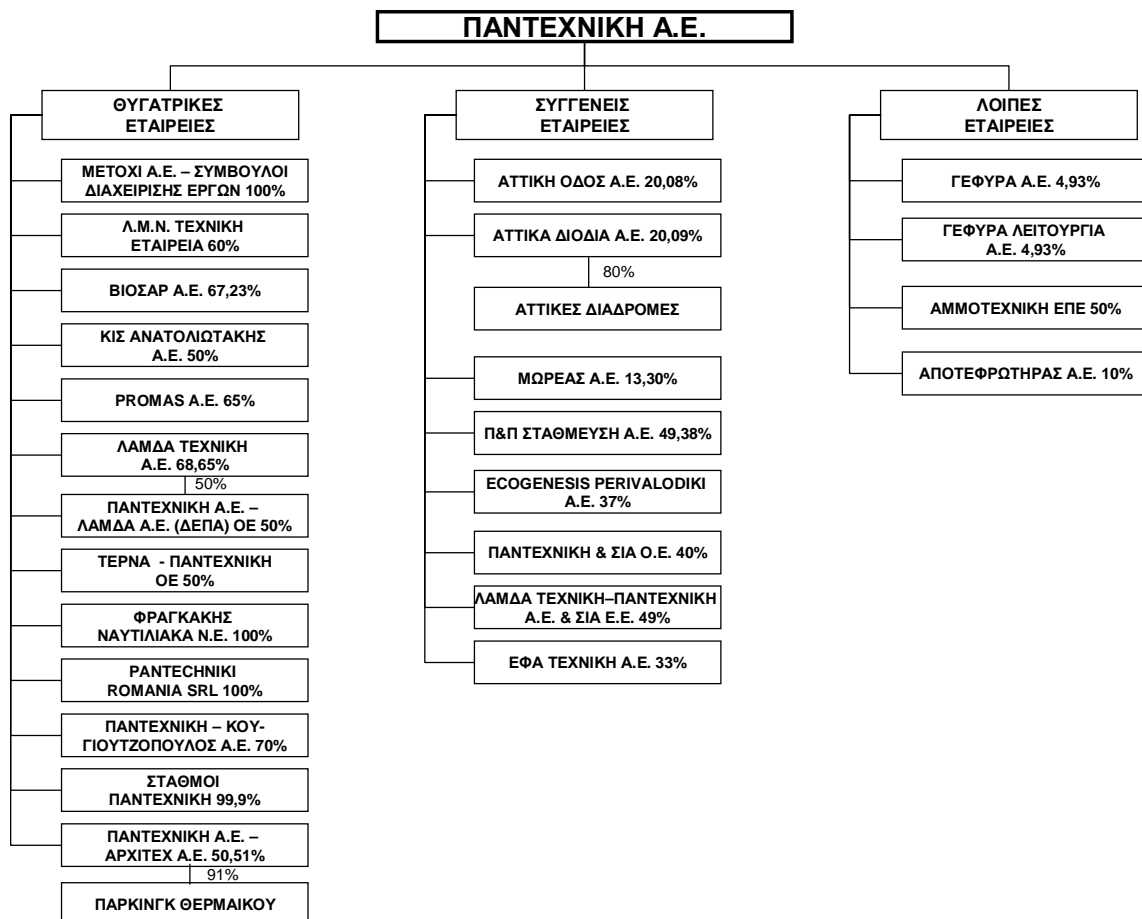 ΠΑΝΤΕΧΝΙΚΗ Α.Ε.
ΘΥΓΑΤΡΙΚΕΣ
ΕΤΑΙΡΕΙΕΣ
ΜΕΤΟΧΙ Α.Ε. – ΣΥΜΒΟΥΛΟΙ
ΔΙΑΧΕΙΡΙΣΗΣ ΕΡΓΩΝ 100%
Λ.Μ.Ν. ΤΕΧΝΙΚΗ
ΕΤΑΙΡΕΙΑ 60%
ΒΙΟΣΑΡ Α.Ε. 67,23%
ΚΙΣ ΑΝΑΤΟΛΙΩΤΑΚΗΣ
Α.Ε. 50%
PROMAS Α.Ε. 65%
ΛΑΜΔΑ ΤΕΧΝΙΚΗ
Α.Ε. 68,65%
50%
ΠΑΝΤΕΧΝΙΚΗ Α.Ε. –
ΛΑΜΔΑ Α.Ε. (ΔΕΠΑ) ΟΕ 50%
ΤΕΡΝΑ - ΠΑΝΤΕΧΝΙΚΗ
ΟΕ 50%
ΦΡΑΓΚΑΚΗΣ
ΝΑΥΤΙΛΙΑΚΑ Ν.Ε. 100%
PANTECHNIKI
ROMANIA SRL 100%
ΠΑΝΤΕΧΝΙΚΗ – ΚΟΥ-
ΓΙΟΥΤΖΟΠΟΥΛΟΣ Α.Ε. 70%
ΣΤΑΘΜΟΙ
ΠΑΝΤΕΧΝΙΚΗ 99,9%
ΠΑΝΤΕΧΝΙΚΗ Α.Ε. –
ΑΡΧΙΤΕΧ Α.Ε. 50,51%
91%
ΠΑΡΚΙΝΓΚ ΘΕΡΜΑΙΚΟΥ
ΣΥΓΓΕΝΕΙΣ
ΕΤΑΙΡΕΙΕΣ
ΑΤΤΙΚΗ ΟΔΟΣ Α.Ε. 20,08%
ΑΤΤΙΚΑ ΔΙΟΔΙΑ Α.Ε. 20,09%
80%
ΑΤΤΙΚΕΣ ΔΙΑΔΡΟΜΕΣ
ΜΩΡΕΑΣ Α.Ε. 13,30%
Π&Π ΣΤΑΘΜΕΥΣΗ Α.Ε. 49,38%
ECOGENESIS PERIVALODIKI
Α.Ε. 37%
ΠΑΝΤΕΧΝΙΚΗ & ΣΙΑ Ο.Ε. 40%
ΛΑΜΔΑ ΤΕΧΝΙΚΗ–ΠΑΝΤΕΧΝΙΚΗ
Α.Ε. & ΣΙΑ Ε.Ε. 49%
ΕΦΑ ΤΕΧΝΙΚΗ Α.Ε. 33%
ΛΟΙΠΕΣ
ΕΤΑΙΡΕΙΕΣ
ΓΕΦΥΡΑ Α.Ε. 4,93%
ΓΕΦΥΡΑ ΛΕΙΤΟΥΡΓΙΑ
Α.Ε. 4,93%
ΑΜΜΟΤΕΧΝΙΚΗ ΕΠΕ 50%
ΑΠΟΤΕΦΡΩΤΗΡΑΣ Α.Ε. 10%